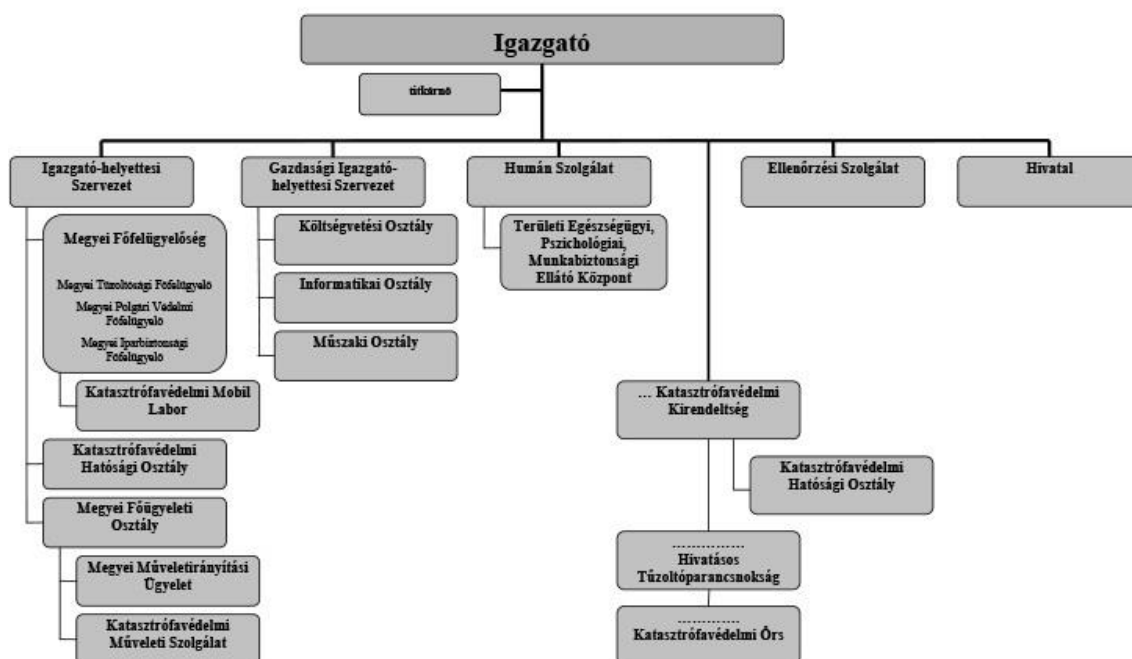 Igazgató
titkárnő
Igazgató-helyettesi
Szervezet
Gazdasági Igazgató-
helyettesi Szervezet
Humán Szolgálat
Ellenőrzési Szolgálat
Hivatal
Megyei Főfelügyelőség
Megyei Tűzoltósági Főfelügyelő
Megyei Polgári Védelmi
Főfelügyelő
Megyei Iparbiztonsági
Főfelügyelő
Katasztrófavédelmi Mobil
Labor
Katasztrófavédelmi
Hatósági Osztály
Megyei Főügyeleti
Osztály
Megyei Műveletirányítási
Ügyelet
Katasztrófavédelmi
Műveleti Szolgálat
Költségvetési Osztály
Informatikai Osztály
Műszaki Osztály
Területi Egészségügyi,
Pszichológiai,
Munkabiztonsági
Ellátó Központ
... Katasztrófavédelmi
Kirendeltség
Katasztrófavédelmi
Hatósági Osztály
...............
Hivatásos
Tűzoltóparancsnokság
.............
Katasztrófavédelmi Őrs